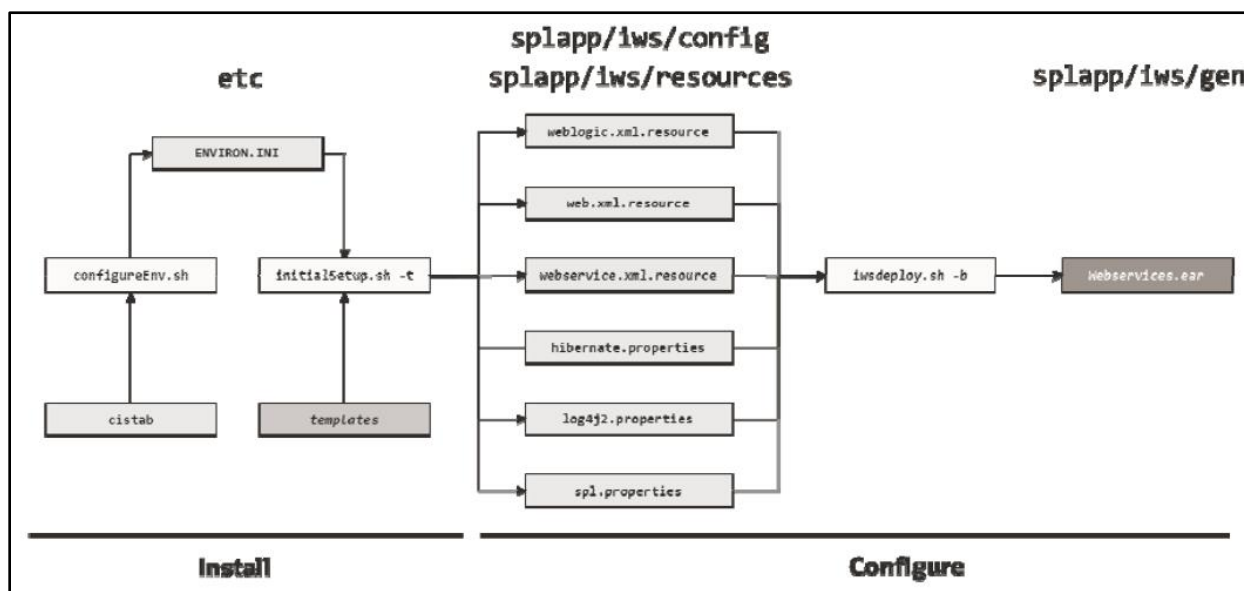 splapp/iws/config
etc
splapp/iws/resources
splapp/iws/gen
weblogic.xml.resource
ENVIRON.INI
web.xml.resource
configureEnv.sh
initialSetup.sh -t
webservice.xml.resource
iwsdeploy.sh -b
Webservices.ear
hibernate.properties
cistab
templates
log4j2.properties
spl.properties
Install
Configure